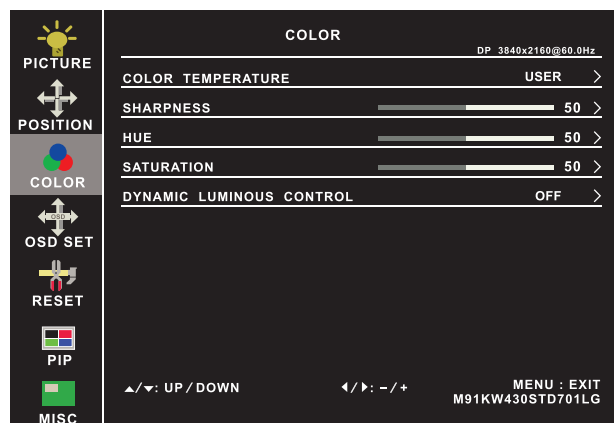 PICTURE
POSITION
COLOR
OSD
OSD SET
RESET
PIP
MISC
COLOR
DP 3840x2160@60.0Hz
COLOR TEMPERATURE USER >
SHARPNESS 50 >
HUE 50 >
SATURATION 50 >
DYNAMIC LUMINOUS CONTROL OFF >
▲/▼: UP / DOWN ◀/▶: – / + MENU : EXIT
M91KW430STD701LG